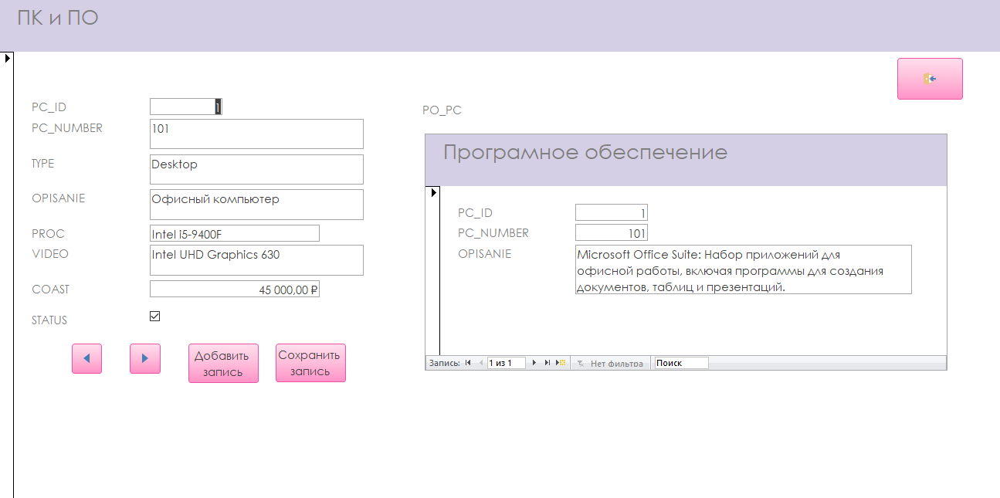 ПК и ПО
PC_ID 1
PC_NUMBER 101
TYPE Desktop
OPISANIE Офисный компьютер
PROC Intel i5-9400F
VIDEO Intel UHD Graphics 630
COAST 45 000,00 ₽
STATUS
Добавить
запись
Сохранить
запись
PO_PC
Програмное обеспечение
PC_ID 1
PC_NUMBER 101
OPISANIE Microsoft Office Suite: Набор приложений для
офисной работы, включая программы для создания
документов, таблиц и презентаций.
Запись: 1 из 1 Нет фильтра Поиск